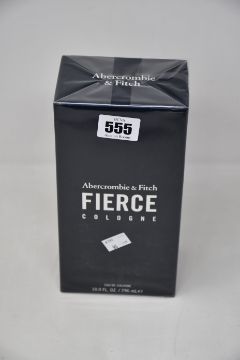 Abercrombie
& Fitch
555
Abercrombie & Fitch
FIERCE
COLOGNE